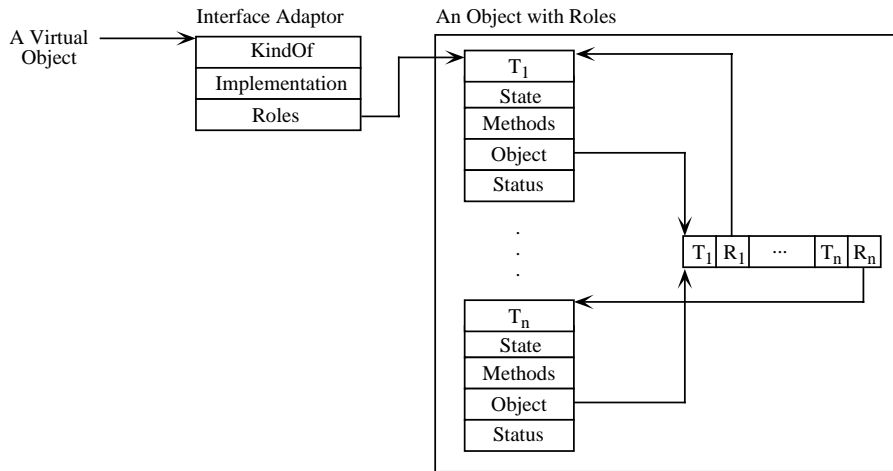 Interface Adaptor
An Object with Roles
A Virtual
Object
KindOf
Implementation
Roles
T1
State
Methods
Object
Status
.
.
.
T1 R1 ... Tn Rn
Tn
State
Methods
Object
Status